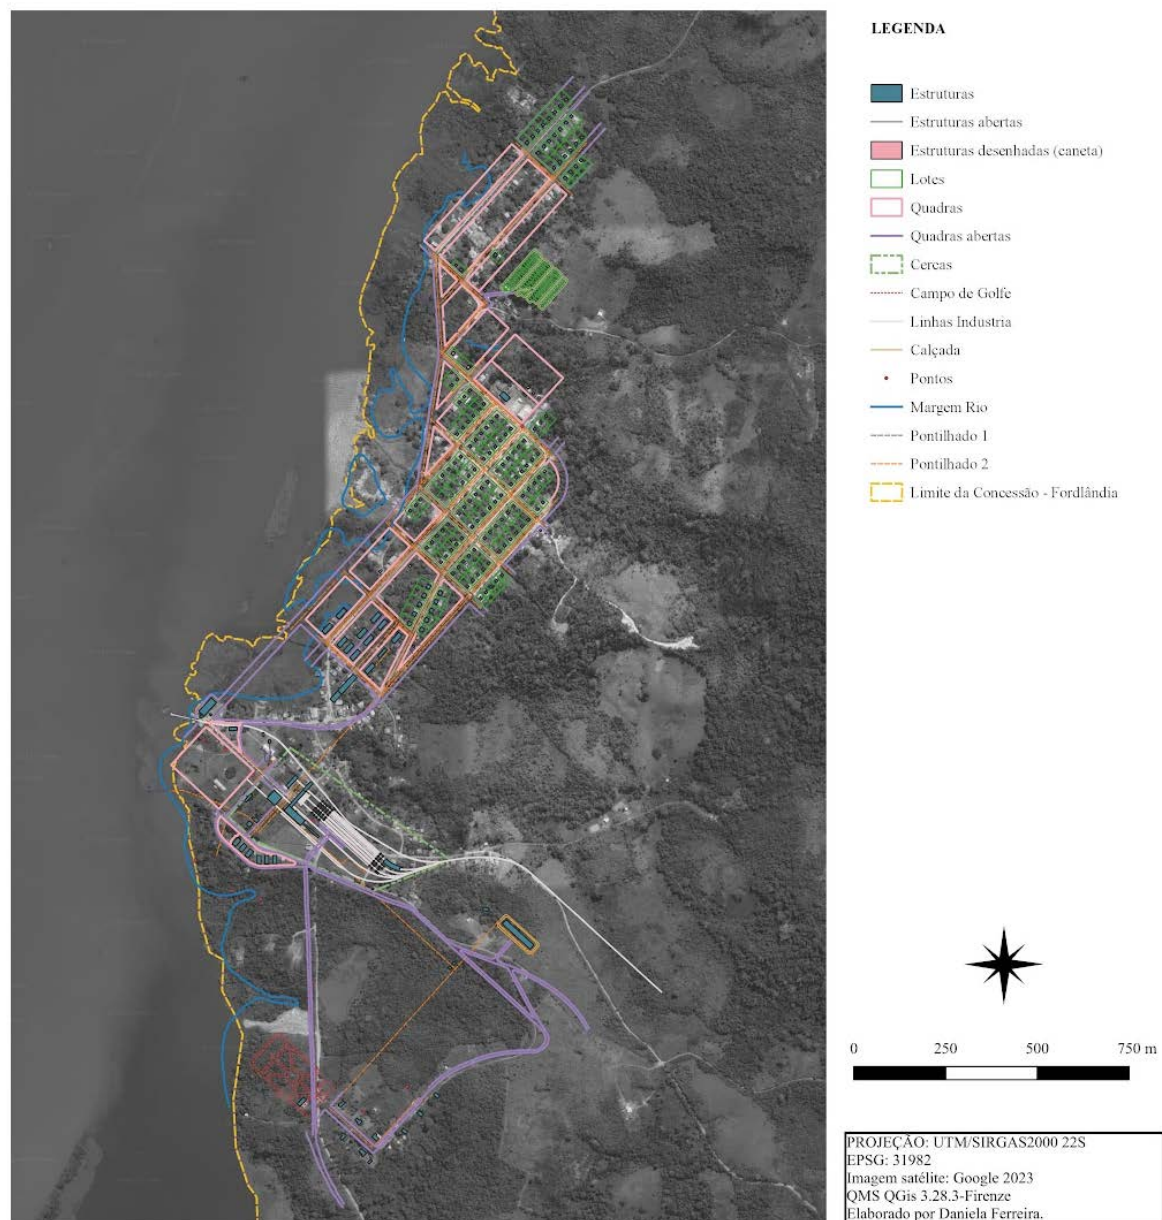 LEGENDA
Estruturas
Estruturas abertas
Estruturas desenhadas (caneta)
Lotes
Quadras
Quadras abertas
Cercas
Campo de Golfe
Linhas Industria
Calçada
Pontos
Margem Rio
Pontilhado 1
Pontilhado 2
Limite da Concessão - Fordlândia
0 250 500 750 m
PROJEÇÃO: UTM/SIRGAS2000 22S
EPSG: 31982
Imagem satélite: Google 2023
QMS QGis 3.28.3-Firenze
Elaborado por Daniela Ferreira.